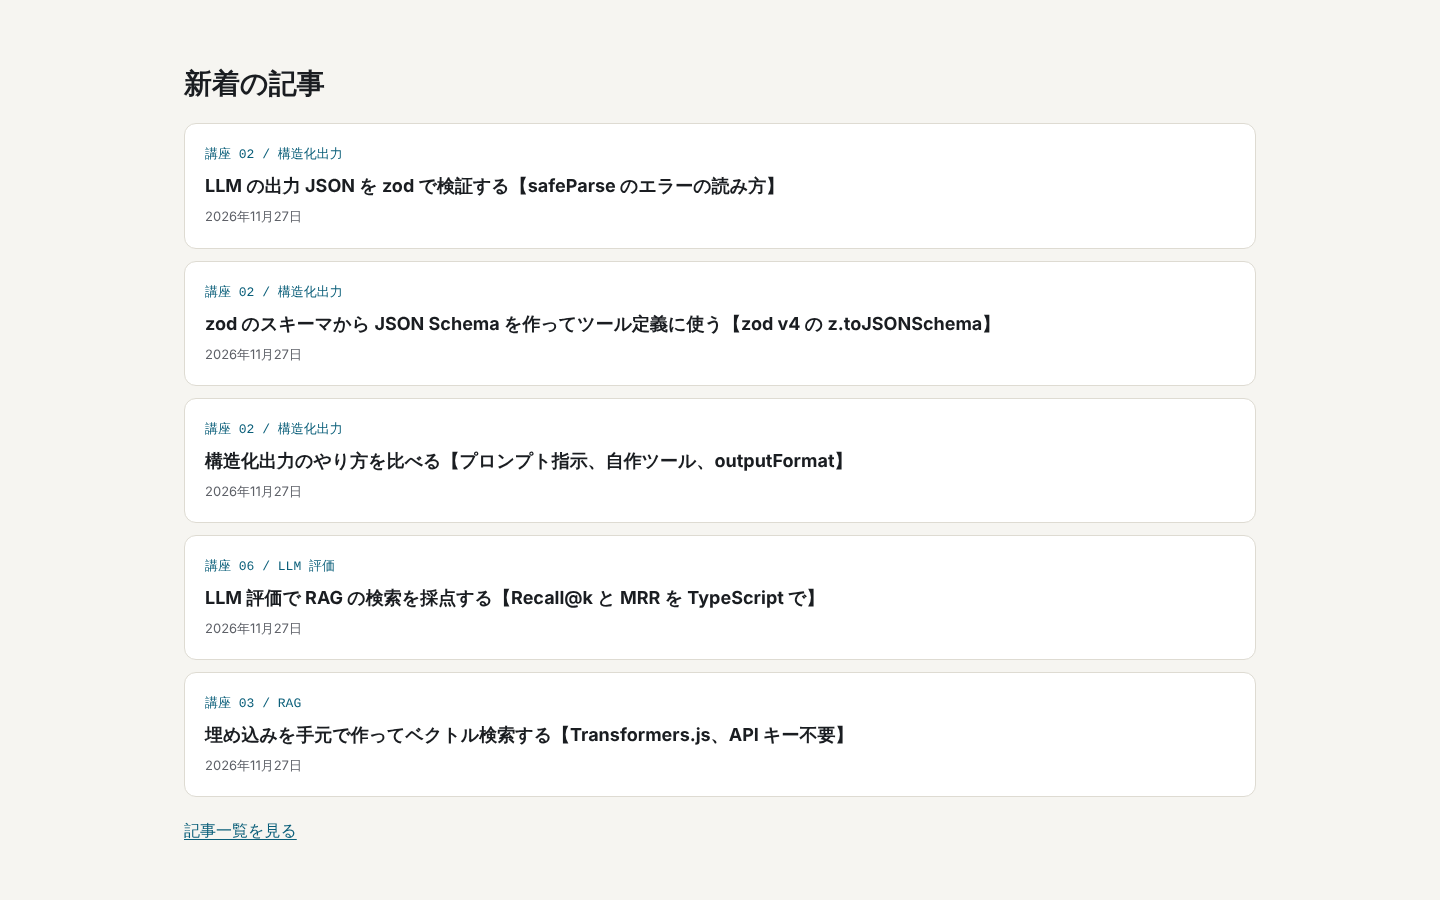 新着の記事
講座 02 / 構造化出力
LLM の出力 JSON を zod で検証する【safeParse のエラーの読み方】
2026年11月27日
講座 02 / 構造化出力
zod のスキーマから JSON Schema を作ってツール定義に使う【zod v4 の z.toJSONSchema】
2026年11月27日
講座 02 / 構造化出力
構造化出力のやり方を比べる【プロンプト指示、自作ツール、outputFormat】
2026年11月27日
講座 06 / LLM 評価
LLM 評価で RAG の検索を採点する【Recall@k と MRR を TypeScript で】
2026年11月27日
講座 03 / RAG
埋め込みを手元で作ってベクトル検索する【Transformers.js、API キー不要】
2026年11月27日
記事一覧を見る